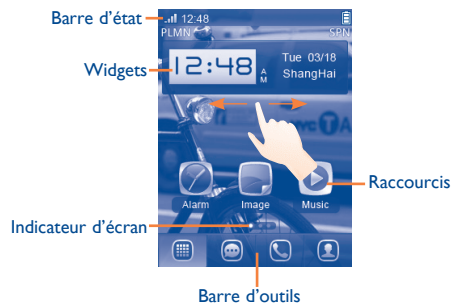 Barre d'état
12:48
PLMN
SPN
Widgets
12:48
A
M
Tue 03/18
ShangHai
Alarm
Image
Music
Raccourcis
Indicateur d'écran
Barre d'outils